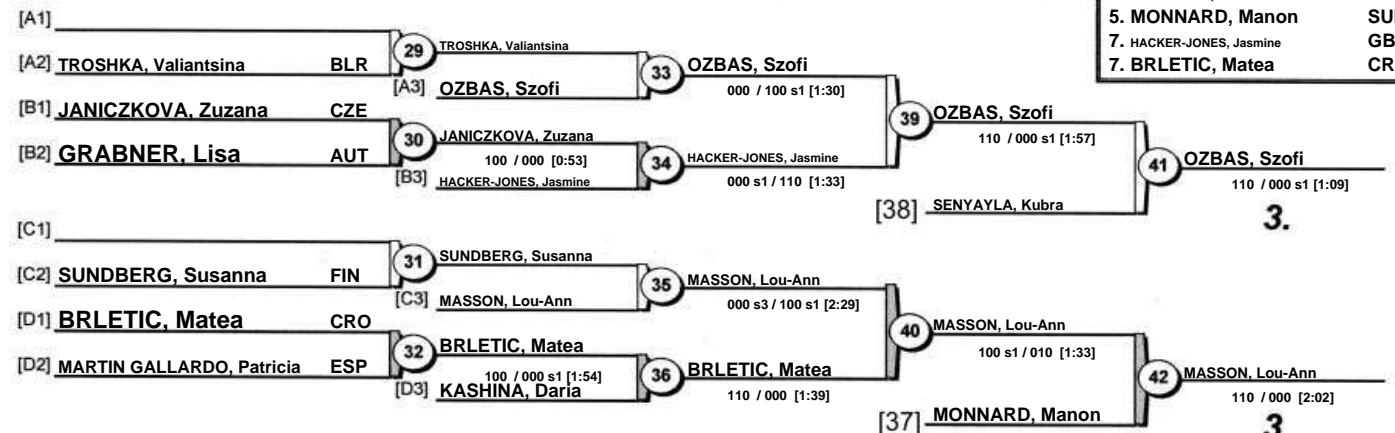 5. MONNARD, Manon SU
7. HACKER-JONES, Jasmine GB
7. BRLETIC, Matea CR
[A1]
[A2] TROSHKA, Valiantsina BLR
29 TROSHKA, Valiantsina
[A3] OZBAS, Szofi
33 OZBAS, Szofi
000 / 100 s1 [1:30]
[B1] JANICZKOVA, Zuzana CZE
[B2] GRABNER, Lisa AUT
30 JANICZKOVA, Zuzana
100 / 000 [0:53]
[B3] HACKER-JONES, Jasmine
34 HACKER-JONES, Jasmine
000 s1 / 110 [1:33]
39 OZBAS, Szofi
110 / 000 s1 [1:57]
[38] SENYAYLA, Kubra
41 OZBAS, Szofi
110 / 000 s1 [1:09]
3.
[C1]
[C2] SUNDBERG, Susanna FIN
31 SUNDBERG, Susanna
[C3] MASSON, Lou-Ann
35 MASSON, Lou-Ann
000 s3 / 100 s1 [2:29]
[D1] BRLETIC, Matea CRO
[D2] MARTIN GALLARDO, Patricia ESP
32 BRLETIC, Matea
100 / 000 s1 [1:54]
[D3] KASHINA, Daria
36 BRLETIC, Matea
110 / 000 [1:39]
40 MASSON, Lou-Ann
100 s1 / 010 [1:33]
[37] MONNARD, Manon
42 MASSON, Lou-Ann
110 / 000 [2:02]
3